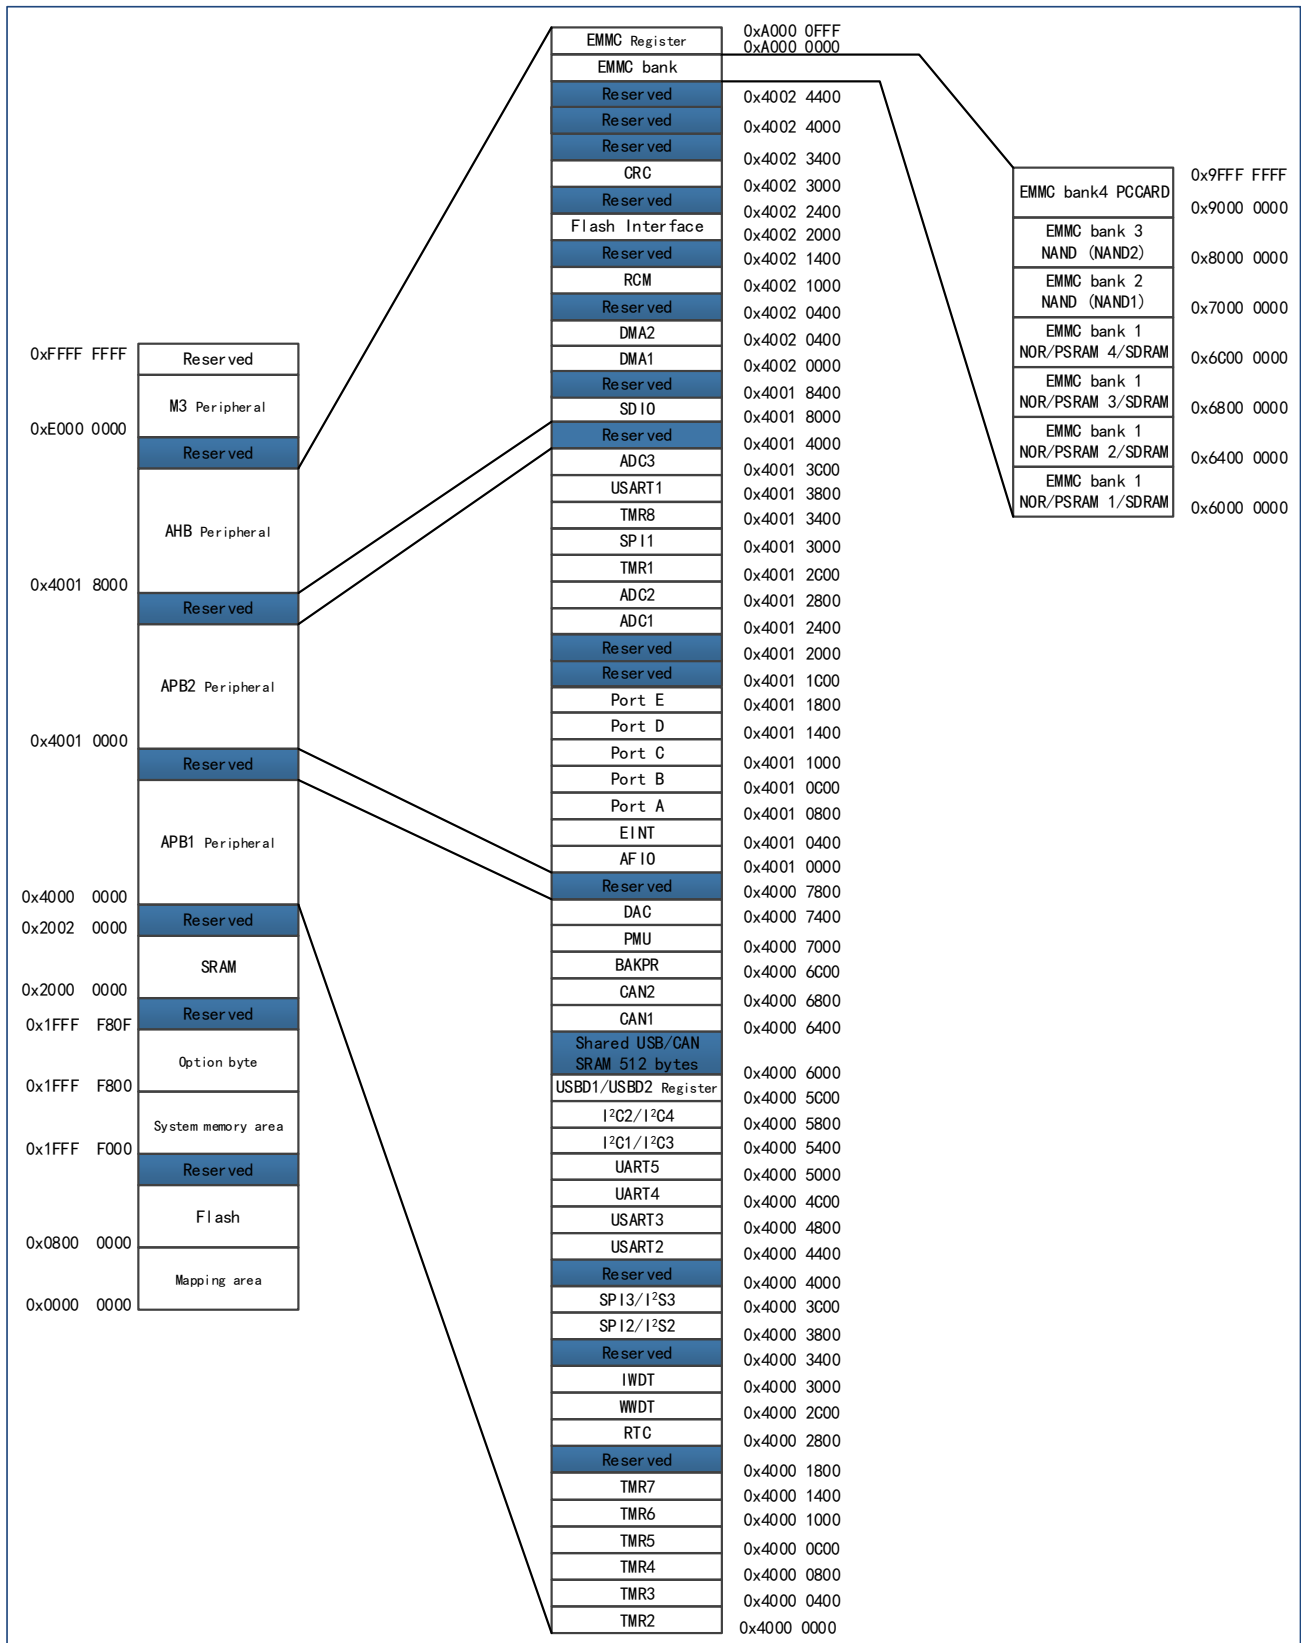 0xFFFF FFFF
Reserved
M3 Peripheral
0xE000 0000
Reserved
AHB Peripheral
0x4001 8000
Reserved
APB2 Peripheral
0x4001 0000
Reserved
APB1 Peripheral
0x4000 0000
Reserved
0x2002 0000
SRAM
0x2000 0000
Reserved
0x1FFF F80F
Option byte
0x1FFF F800
System memory area
0x1FFF F000
Reserved
Flash
0x0800 0000
Mapping area
0x0000 0000
0xA000 0FFF
EMMC Register
0xA000 0000
EMMC bank
Reserved
0x4002 4400
Reserved
0x4002 4000
Reserved
0x4002 3400
CRC
0x4002 3000
Reserved
0x4002 2400
Flash Interface
0x4002 2000
Reserved
0x4002 1400
RCM
0x4002 1000
Reserved
0x4002 0400
DMA2
0x4002 0400
DMA1
0x4002 0000
Reserved
0x4001 8400
SDIO
0x4001 8000
Reserved
0x4001 4000
ADC3
0x4001 3C00
USART1
0x4001 3800
TMR8
0x4001 3400
SPI1
0x4001 3000
TMR1
0x4001 2C00
ADC2
0x4001 2800
ADC1
0x4001 2400
Reserved
0x4001 2000
Reserved
0x4001 1C00
Port E
0x4001 1800
Port D
0x4001 1400
Port C
0x4001 1000
Port B
0x4001 0C00
Port A
0x4001 0800
EINT
0x4001 0400
AFIO
0x4001 0000
Reserved
0x4000 7800
DAC
0x4000 7400
PMU
0x4000 7000
BAKPR
0x4000 6C00
CAN2
0x4000 6800
CAN1
0x4000 6400
Shared USB/CAN
SRAM 512 bytes
0x4000 6000
USBD1/USBD2 Register
0x4000 5C00
I²C2/I²C4
0x4000 5800
I²C1/I²C3
0x4000 5400
UART5
0x4000 5000
UART4
0x4000 4C00
USART3
0x4000 4800
USART2
0x4000 4400
Reserved
0x4000 4000
SPI3/I²S3
0x4000 3C00
SPI2/I²S2
0x4000 3800
Reserved
0x4000 3400
IWDT
0x4000 3000
WWDT
0x4000 2C00
RTC
0x4000 2800
Reserved
0x4000 1800
TMR7
0x4000 1400
TMR6
0x4000 1000
TMR5
0x4000 0C00
TMR4
0x4000 0800
TMR3
0x4000 0400
TMR2
0x4000 0000
0x9FFF FFFF
EMMC bank4 PCCARD
0x9000 0000
EMMC bank 3
NAND (NAND2)
0x8000 0000
EMMC bank 2
NAND (NAND1)
0x7000 0000
EMMC bank 1
NOR/PSRAM 4/SDRAM
0x6C00 0000
EMMC bank 1
NOR/PSRAM 3/SDRAM
0x6800 0000
EMMC bank 1
NOR/PSRAM 2/SDRAM
0x6400 0000
EMMC bank 1
NOR/PSRAM 1/SDRAM
0x6000 0000